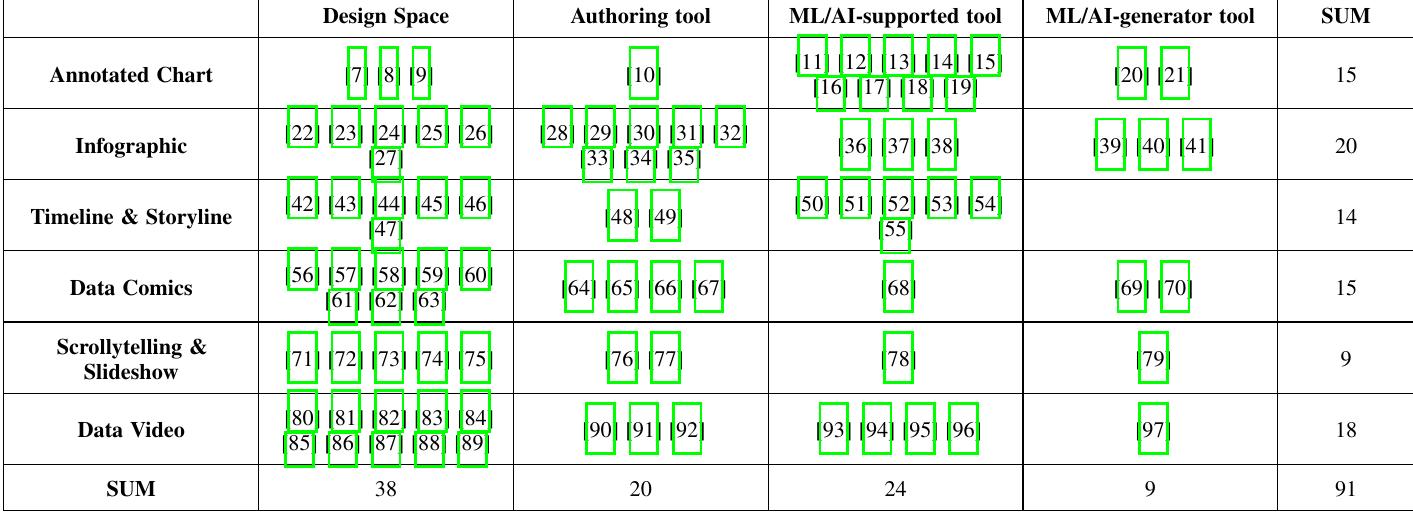 Design Space Authoring tool ML/AI-supported tool ML/AI-generator tool SUM
Annotated Chart [7] [8] [9] [10] [11] [12] [13] [14] [15] [16] [17] [18] [19] [20] [21] 15
Infographic [22] [23] [24] [25] [26] [27] [28] [29] [30] [31] [32] [33] [34] [35] [36] [37] [38] [39] [40] [41] 20
Timeline & Storyline [42] [43] [44] [45] [46] [47] [48] [49] [50] [51] [52] [53] [54] [55] 14
Data Comics [56] [57] [58] [59] [60] [61] [62] [63] [64] [65] [66] [67] [68] [69] [70] 15
Scrollytelling &
Slideshow [71] [72] [73] [74] [75] [76] [77] [78] [79] 9
Data Video [80] [81] [82] [83] [84] [85] [86] [87] [88] [89] [90] [91] [92] [93] [94] [95] [96] [97] 18
SUM 38 20 24 9 91